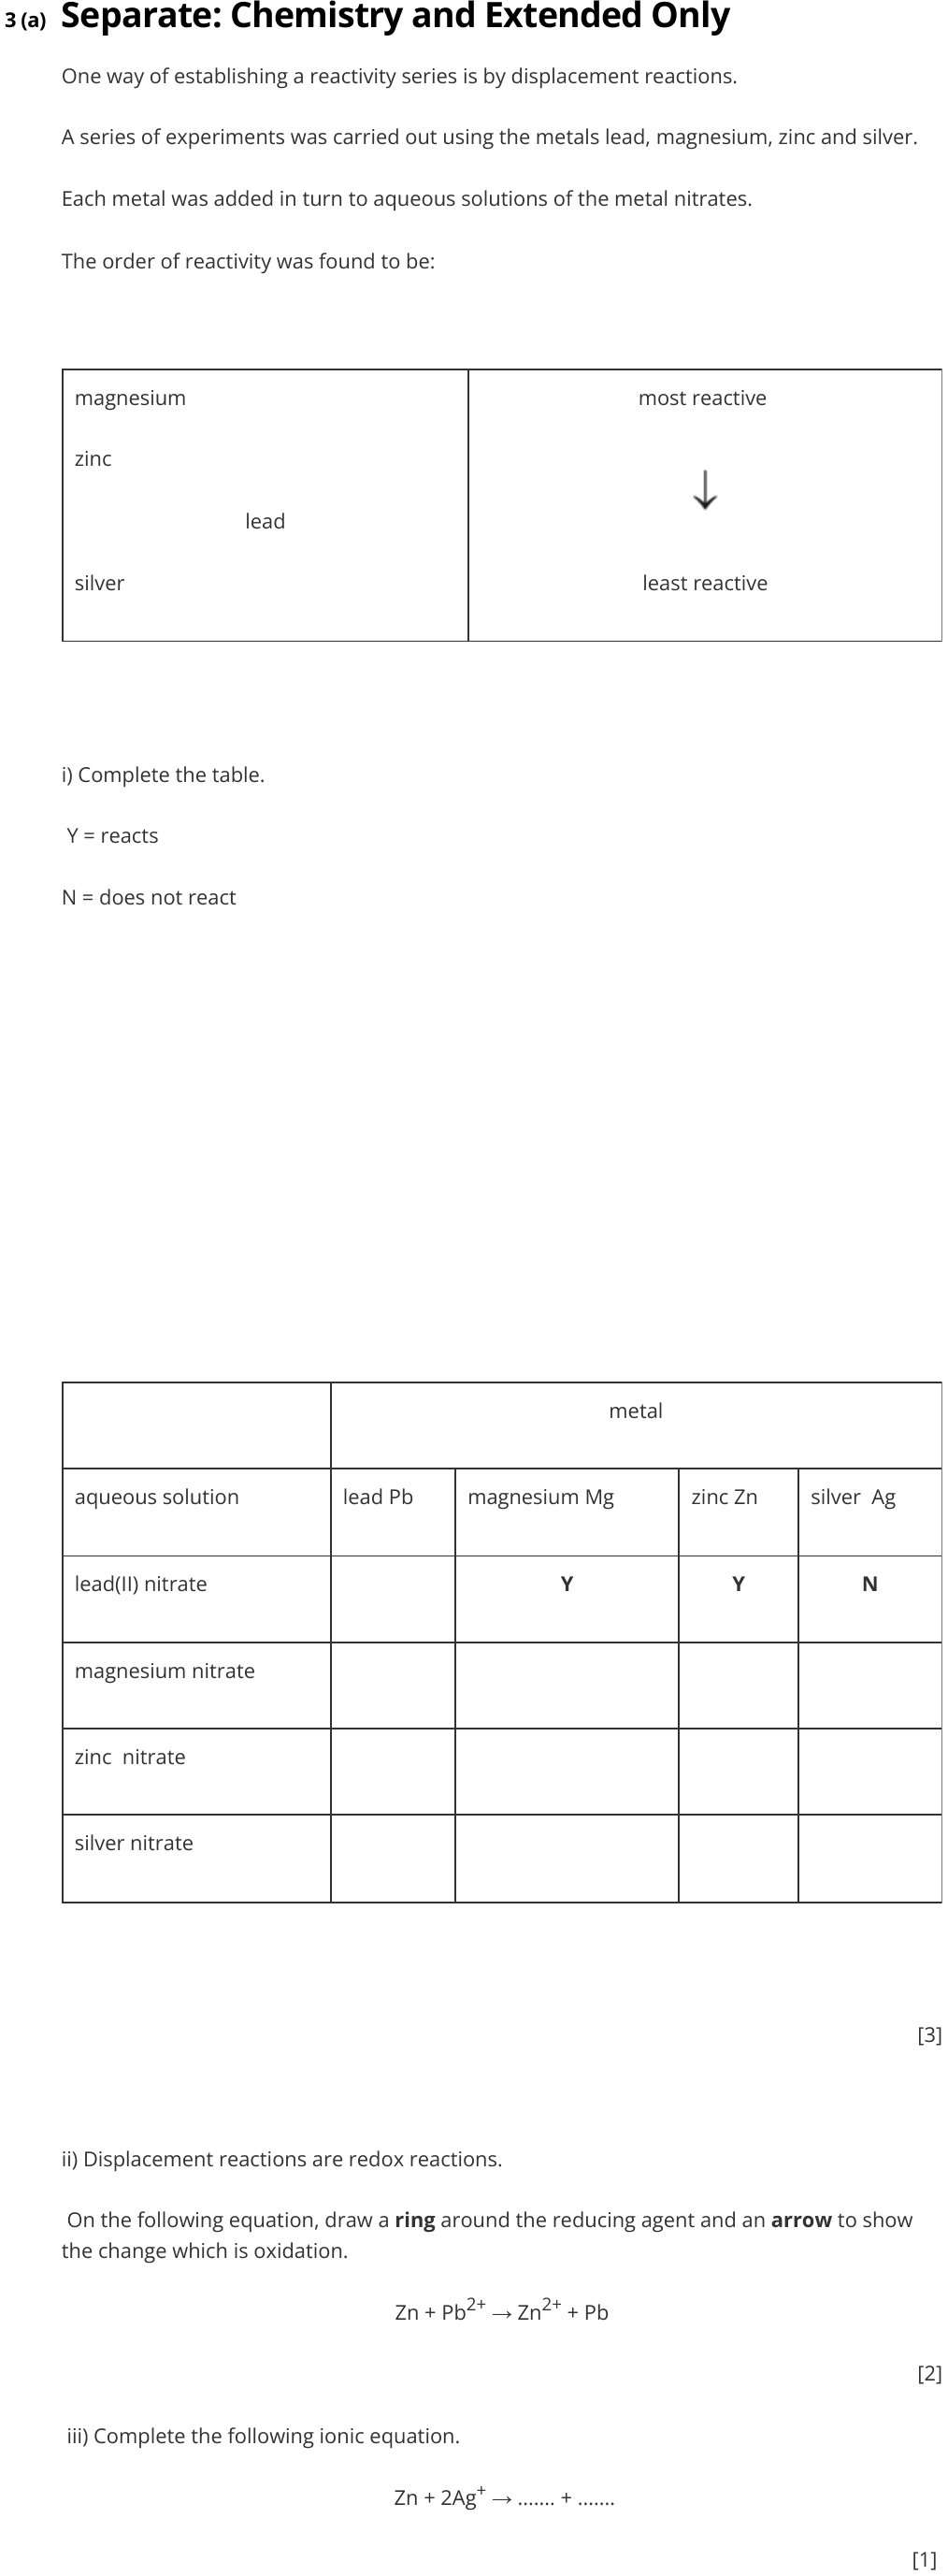 3 (a) Separate: Chemistry and Extended Only
One way of establishing a reactivity series is by displacement reactions.
A series of experiments was carried out using the metals lead, magnesium, zinc and silver.
Each metal was added in turn to aqueous solutions of the metal nitrates.
The order of reactivity was found to be:
magnesium most reactive
zinc
↓
lead
silver least reactive
i) Complete the table.
Y = reacts
N = does not react
metal
aqueous solution lead Pb magnesium Mg zinc Zn silver Ag
lead(II) nitrate Y Y N
magnesium nitrate
zinc nitrate
silver nitrate
[3]
ii) Displacement reactions are redox reactions.
On the following equation, draw a ring around the reducing agent and an arrow to show
the change which is oxidation.
Zn + Pb²⁺ → Zn²⁺ + Pb
[2]
iii) Complete the following ionic equation.
Zn + 2Ag⁺ → ....... + .......
[1]